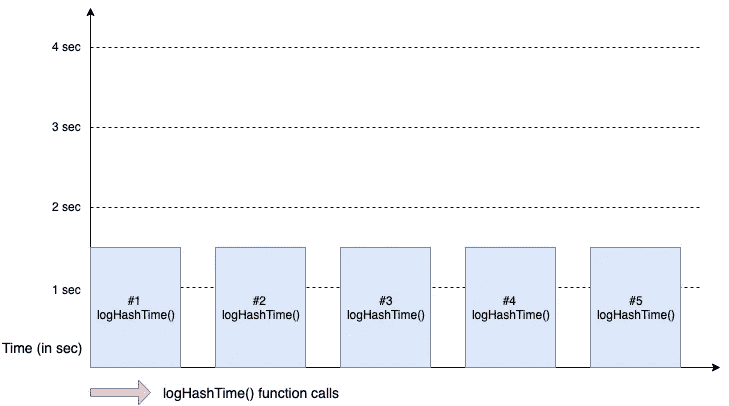 4 sec
3 sec
2 sec
1 sec
#1
logHashTime()
#2
logHashTime()
#3
logHashTime()
#4
logHashTime()
#5
logHashTime()
Time (in sec)
logHashTime() function calls